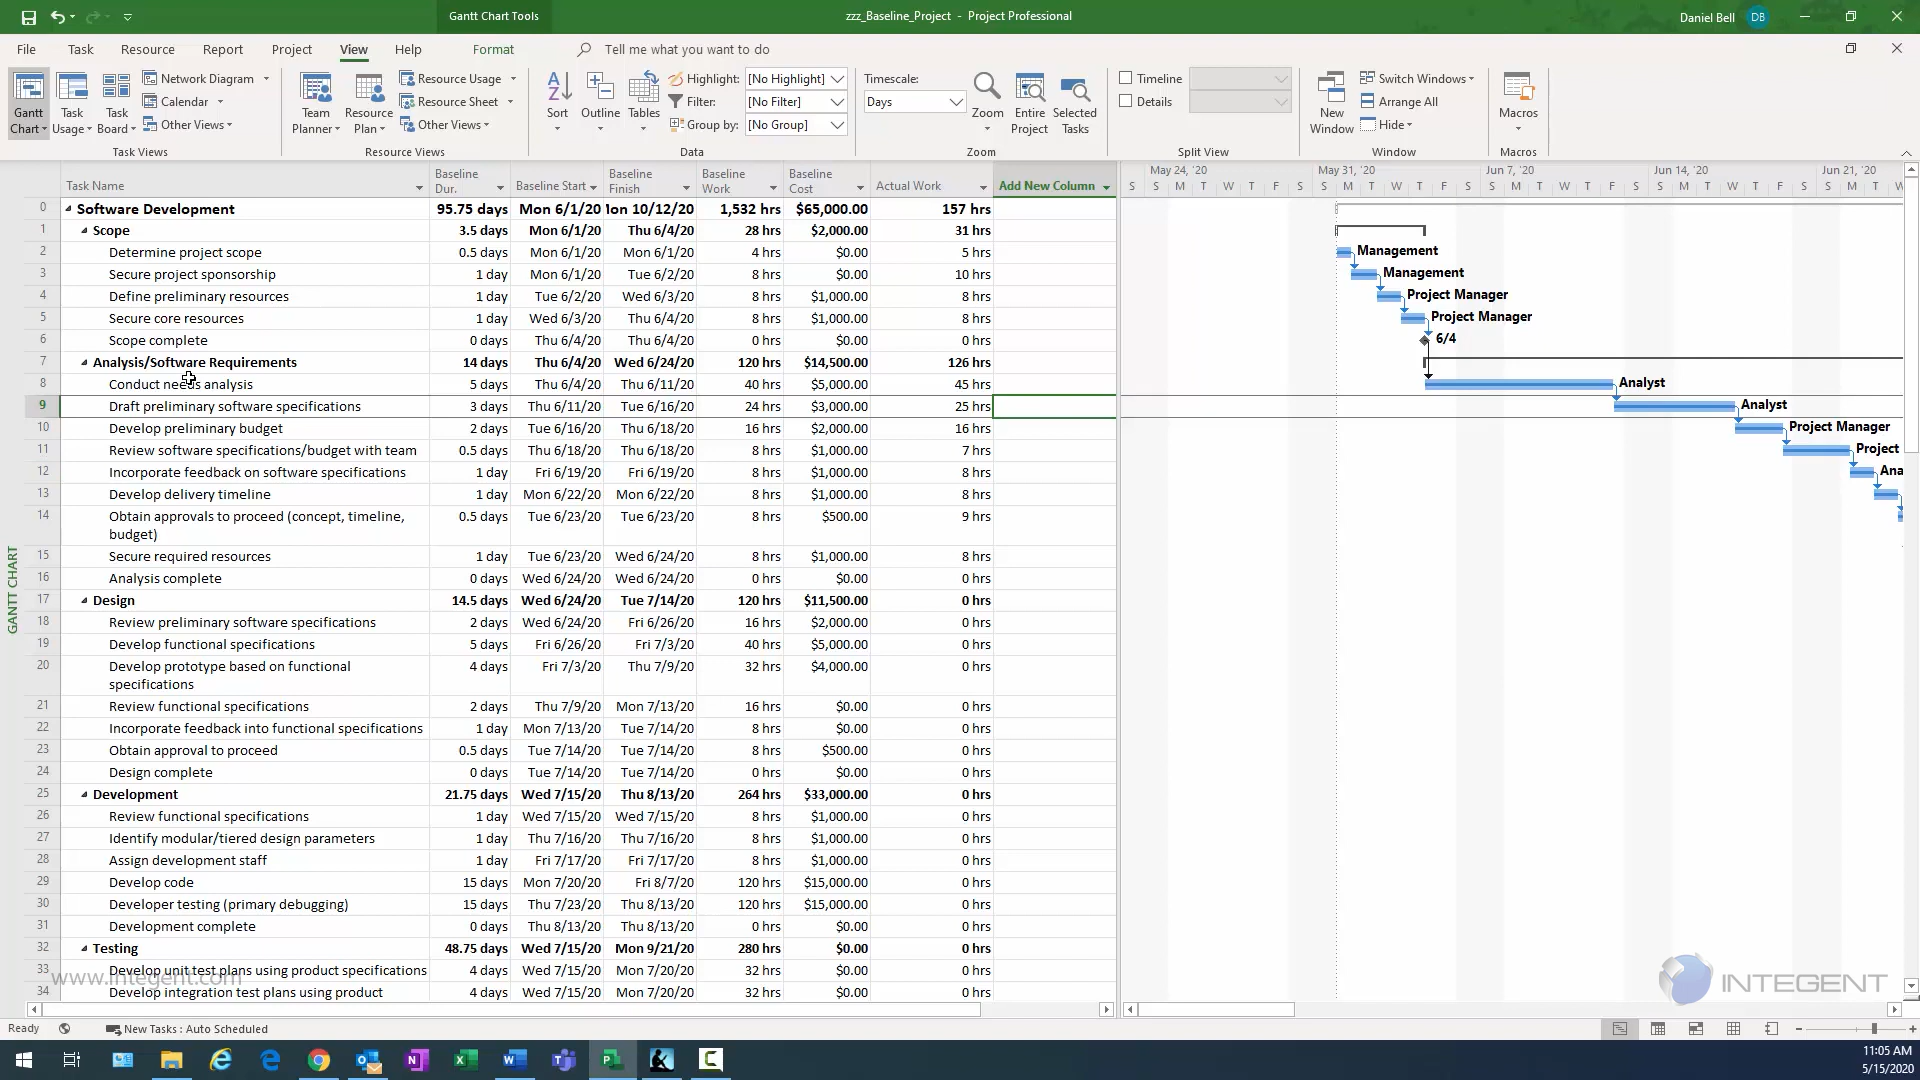 Gantt Chart Tools
zzz_Baseline_Project - Project Professional
Daniel Bell DB
File Task Resource Report Project View Help Format Tell me what you want to do
Gantt Chart
Task Usage
Task Board
Network Diagram
Calendar
Other Views
Task Views
Team Planner
Resource Plan
Resource Usage
Resource Sheet
Other Views
Resource Views
Sort
Outline
Tables
Highlight: [No Highlight]
Filter: [No Filter]
Group by: [No Group]
Data
Timescale:
Days
Zoom
Entire Project
Selected Tasks
Zoom
Timeline
Details
Split View
New Window
Switch Windows
Arrange All
Hide
Window
Macros
Macros
Task Name Baseline Dur. Baseline Start Baseline Finish Baseline Work Baseline Cost Actual Work Add New Column
May 24, '20 May 31, '20 Jun 7, '20 Jun 14, '20 Jun 21, '20
S S M T W T F S S M T W T F S S M T W T F S S M T W T F S S M T W
0 Software Development 95.75 days Mon 6/1/20 Mon 10/12/20 1,532 hrs $65,000.00 157 hrs
1 Scope 3.5 days Mon 6/1/20 Thu 6/4/20 28 hrs $2,000.00 31 hrs
2 Determine project scope 0.5 days Mon 6/1/20 Mon 6/1/20 4 hrs $0.00 5 hrs Management
3 Secure project sponsorship 1 day Mon 6/1/20 Tue 6/2/20 8 hrs $0.00 10 hrs Management
4 Define preliminary resources 1 day Tue 6/2/20 Wed 6/3/20 8 hrs $1,000.00 8 hrs Project Manager
5 Secure core resources 1 day Wed 6/3/20 Thu 6/4/20 8 hrs $1,000.00 8 hrs Project Manager
6 Scope complete 0 days Thu 6/4/20 Thu 6/4/20 0 hrs $0.00 0 hrs 6/4
7 Analysis/Software Requirements 14 days Thu 6/4/20 Wed 6/24/20 120 hrs $14,500.00 126 hrs
8 Conduct needs analysis 5 days Thu 6/4/20 Thu 6/11/20 40 hrs $5,000.00 45 hrs Analyst
9 Draft preliminary software specifications 3 days Thu 6/11/20 Tue 6/16/20 24 hrs $3,000.00 25 hrs Analyst
10 Develop preliminary budget 2 days Tue 6/16/20 Thu 6/18/20 16 hrs $2,000.00 16 hrs Project Manager
11 Review software specifications/budget with team 0.5 days Thu 6/18/20 Thu 6/18/20 8 hrs $1,000.00 7 hrs Project
12 Incorporate feedback on software specifications 1 day Fri 6/19/20 Fri 6/19/20 8 hrs $1,000.00 8 hrs Ana
13 Develop delivery timeline 1 day Mon 6/22/20 Mon 6/22/20 8 hrs $1,000.00 8 hrs
14 Obtain approvals to proceed (concept, timeline, 0.5 days Tue 6/23/20 Tue 6/23/20 8 hrs $500.00 9 hrs
budget)
15 Secure required resources 1 day Tue 6/23/20 Wed 6/24/20 8 hrs $1,000.00 8 hrs
16 Analysis complete 0 days Wed 6/24/20 Wed 6/24/20 0 hrs $0.00 0 hrs
17 Design 14.5 days Wed 6/24/20 Tue 7/14/20 120 hrs $11,500.00 0 hrs
18 Review preliminary software specifications 2 days Wed 6/24/20 Fri 6/26/20 16 hrs $2,000.00 0 hrs
19 Develop functional specifications 5 days Fri 6/26/20 Fri 7/3/20 40 hrs $5,000.00 0 hrs
20 Develop prototype based on functional 4 days Fri 7/3/20 Thu 7/9/20 32 hrs $4,000.00 0 hrs
specifications
21 Review functional specifications 2 days Thu 7/9/20 Mon 7/13/20 16 hrs $0.00 0 hrs
22 Incorporate feedback into functional specifications 1 day Mon 7/13/20 Tue 7/14/20 8 hrs $0.00 0 hrs
23 Obtain approval to proceed 0.5 days Tue 7/14/20 Tue 7/14/20 8 hrs $500.00 0 hrs
24 Design complete 0 days Tue 7/14/20 Tue 7/14/20 0 hrs $0.00 0 hrs
25 Development 21.75 days Wed 7/15/20 Thu 8/13/20 264 hrs $33,000.00 0 hrs
26 Review functional specifications 1 day Wed 7/15/20 Wed 7/15/20 8 hrs $1,000.00 0 hrs
27 Identify modular/tiered design parameters 1 day Thu 7/16/20 Thu 7/16/20 8 hrs $1,000.00 0 hrs
28 Assign development staff 1 day Fri 7/17/20 Fri 7/17/20 8 hrs $1,000.00 0 hrs
29 Develop code 15 days Mon 7/20/20 Fri 8/7/20 120 hrs $15,000.00 0 hrs
30 Developer testing (primary debugging) 15 days Thu 7/23/20 Thu 8/13/20 120 hrs $15,000.00 0 hrs
31 Development complete 0 days Thu 8/13/20 Thu 8/13/20 0 hrs $0.00 0 hrs
32 Testing 48.75 days Wed 7/15/20 Mon 9/21/20 280 hrs $0.00 0 hrs
33 Develop unit test plans using product specifications 4 days Wed 7/15/20 Mon 7/20/20 32 hrs $0.00 0 hrs
34 Develop integration test plans using product 4 days Wed 7/15/20 Mon 7/20/20 32 hrs $0.00 0 hrs
GANTT CHART
www.integent.com
INTEGENT
Ready New Tasks : Auto Scheduled
11:05 AM
5/15/2020